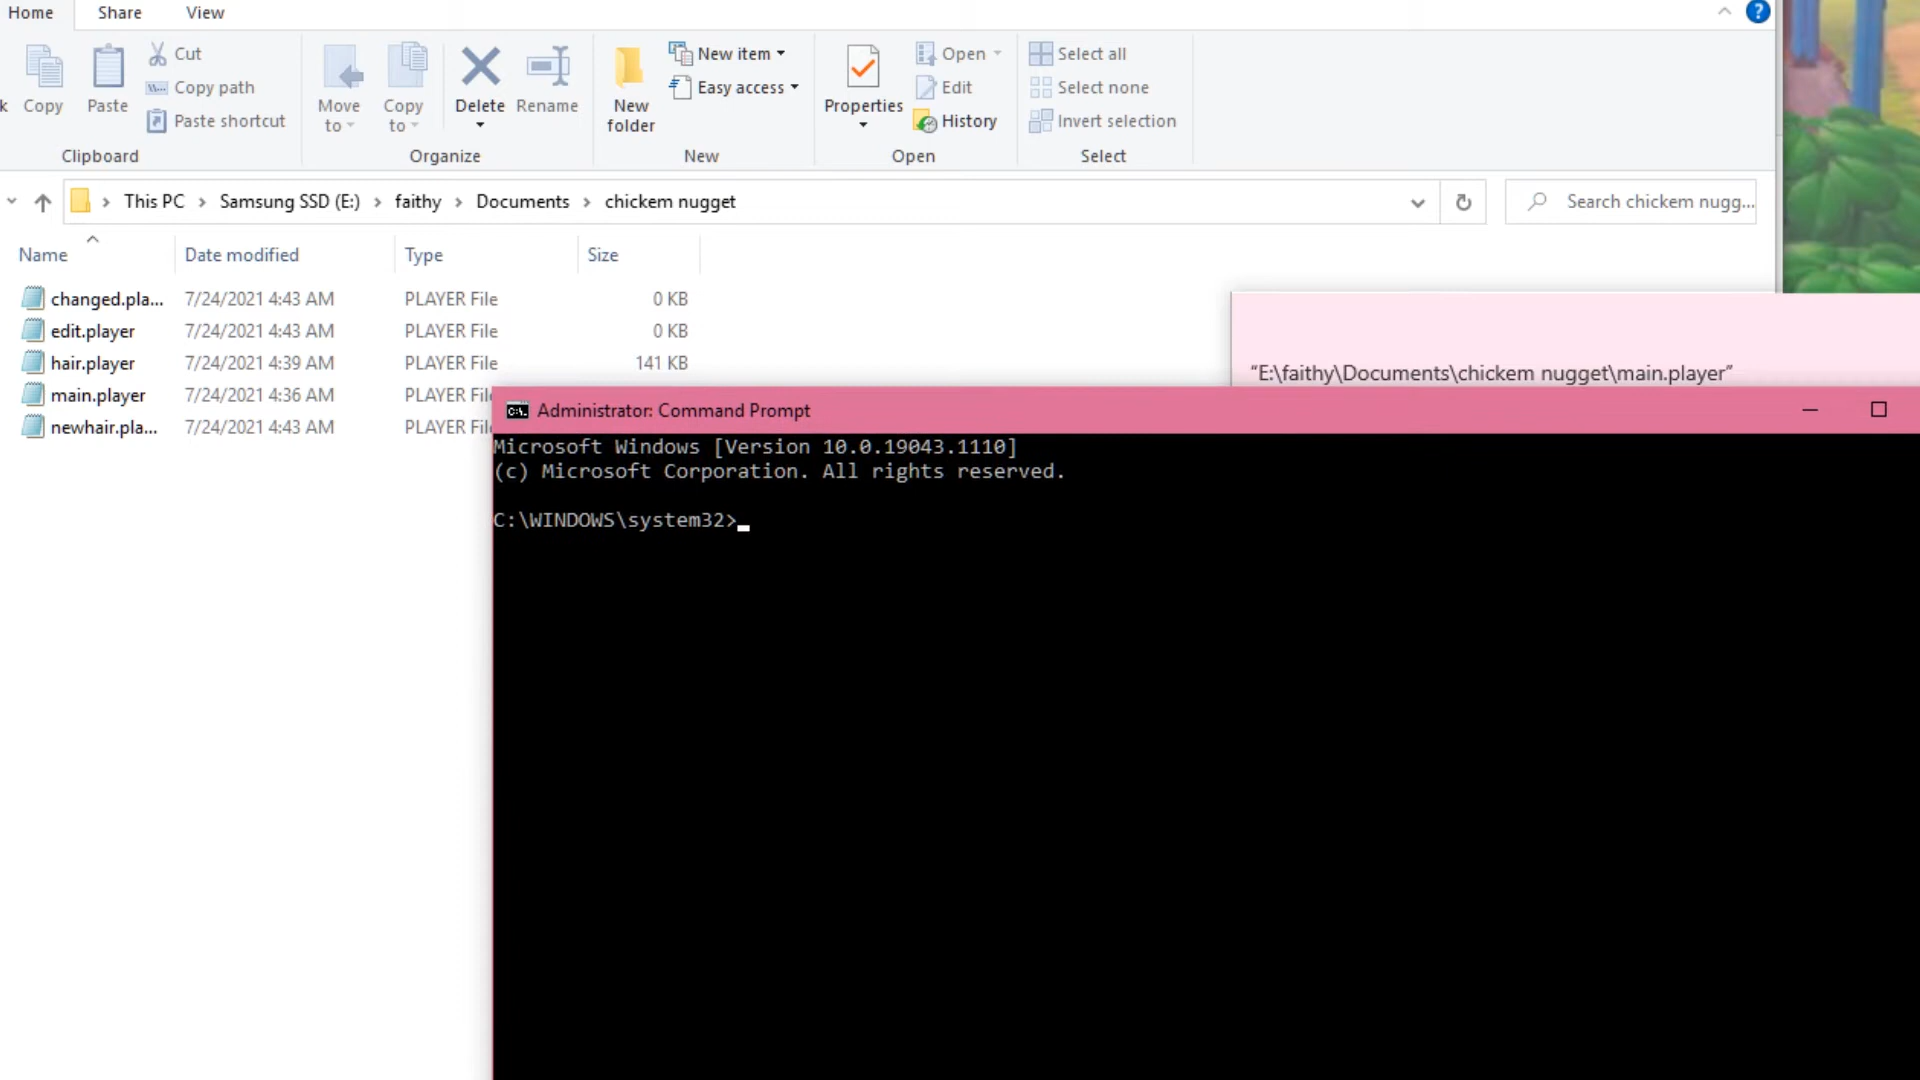 Home Share View
k Copy Paste Cut Copy path Paste shortcut
Clipboard
Move to Copy to Delete Rename
Organize
New folder New item Easy access
New
Properties Open Edit History
Open
Select all Select none Invert selection
Select
This PC > Samsung SSD (E:) > faithy > Documents > chickem nugget
Search chickem nugg...
Name Date modified Type Size
changed.pla... 7/24/2021 4:43 AM PLAYER File 0 KB
edit.player 7/24/2021 4:43 AM PLAYER File 0 KB
hair.player 7/24/2021 4:39 AM PLAYER File 141 KB
main.player 7/24/2021 4:36 AM PLAYER
newhair.pla... 7/24/2021 4:43 AM PLAYER
“E:\faithy\Documents\chickem nugget\main.player”
Administrator: Command Prompt
Microsoft Windows [Version 10.0.19043.1110]
(c) Microsoft Corporation. All rights reserved.
C:\WINDOWS\system32>